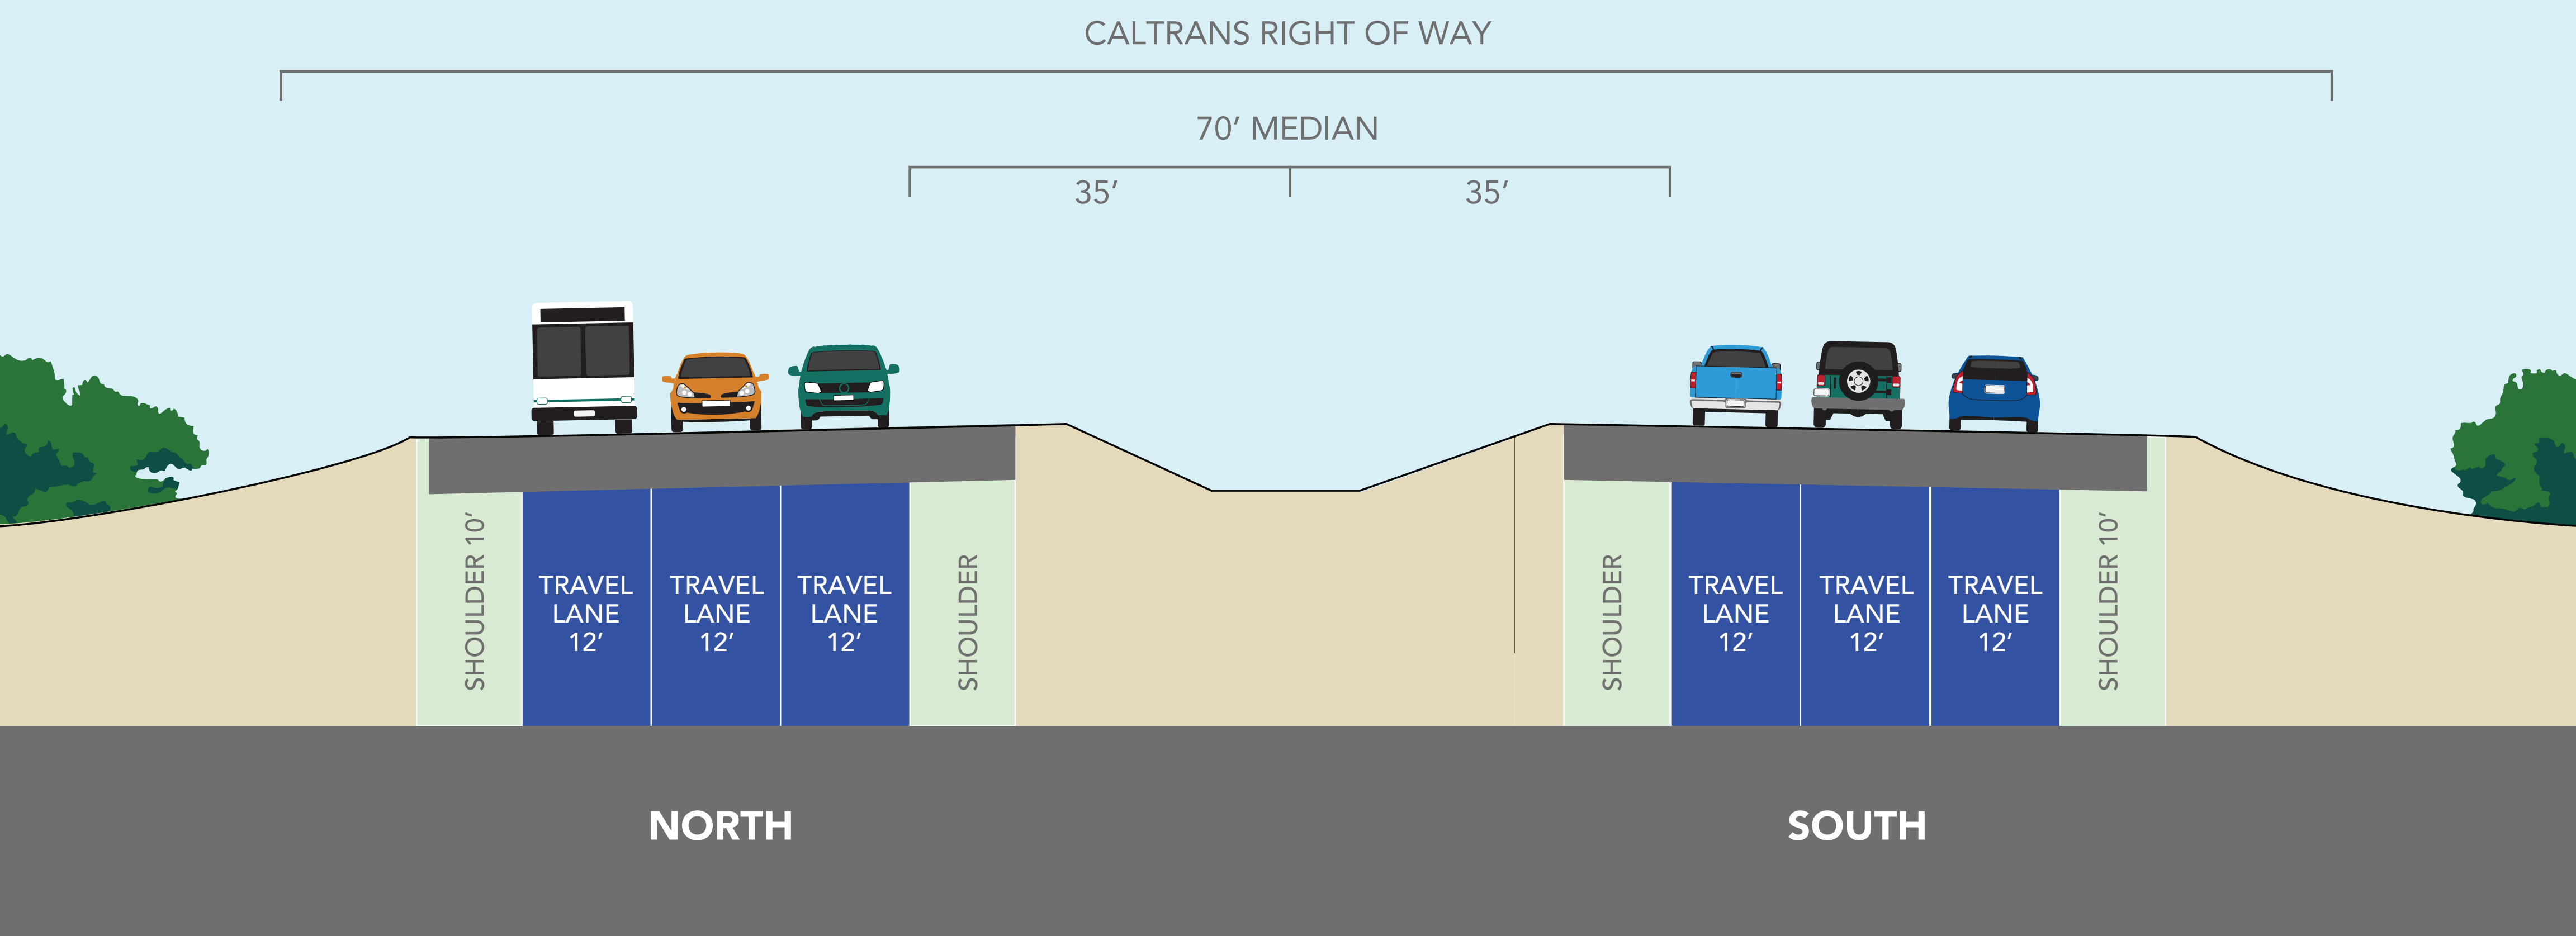 CALTRANS RIGHT OF WAY
70′ MEDIAN
35′
35′
SHOULDER 10′
TRAVEL
LANE
12′
TRAVEL
LANE
12′
TRAVEL
LANE
12′
SHOULDER
SHOULDER
TRAVEL
LANE
12′
TRAVEL
LANE
12′
TRAVEL
LANE
12′
SHOULDER 10′
NORTH
SOUTH